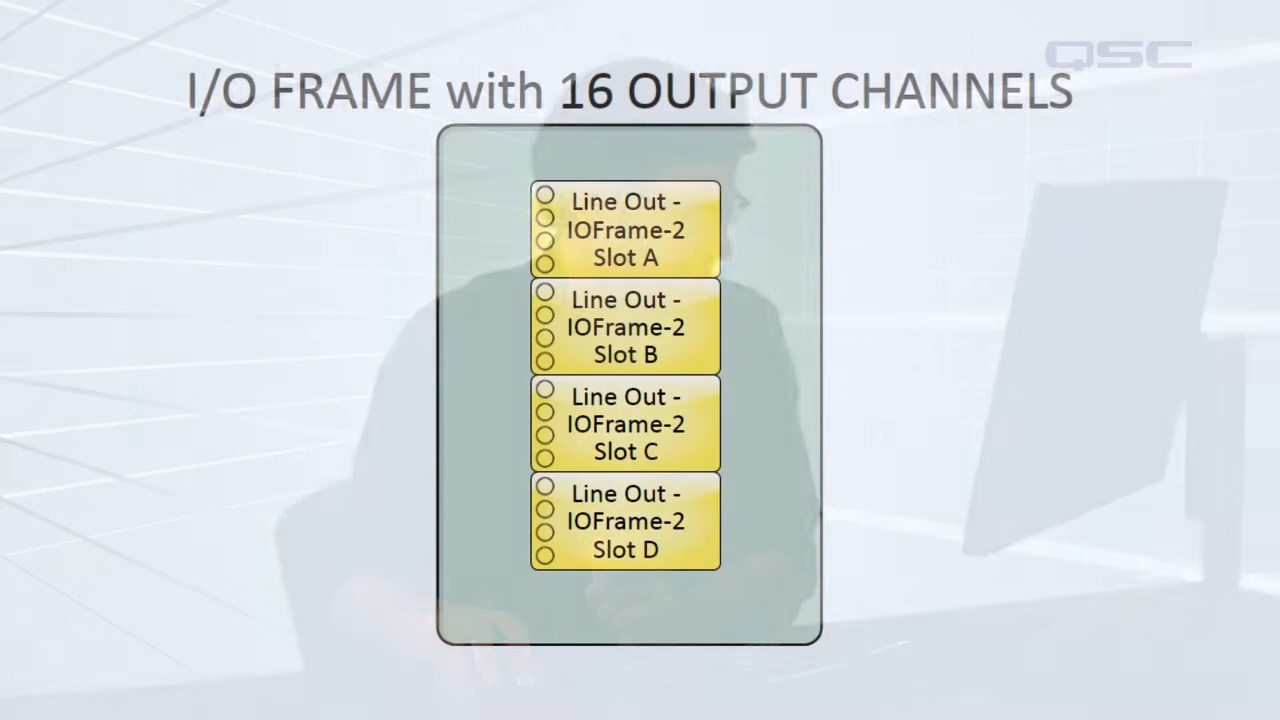 QSC
I/O FRAME with 16 OUTPUT CHANNELS
Line Out -
IOFrame-2
Slot A
Line Out -
IOFrame-2
Slot B
Line Out -
IOFrame-2
Slot C
Line Out -
IOFrame-2
Slot D